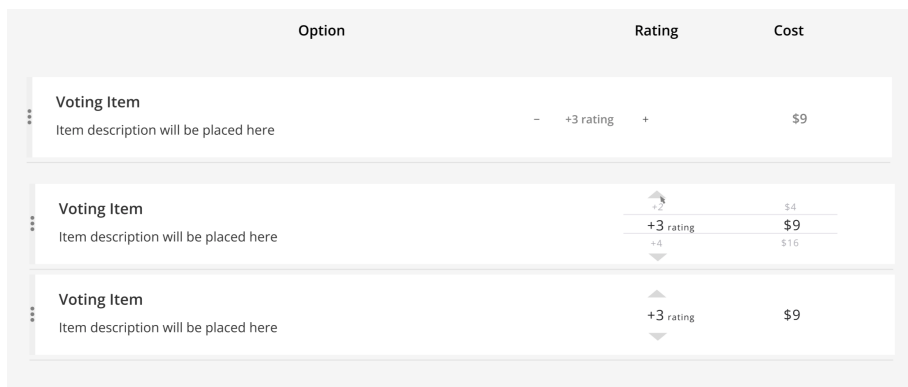 Option Rating Cost
Voting Item
Item description will be placed here
− +3 rating + $9
Voting Item
Item description will be placed here
+2 $4
+3 rating $9
+4 $16
Voting Item
Item description will be placed here
+3 rating $9